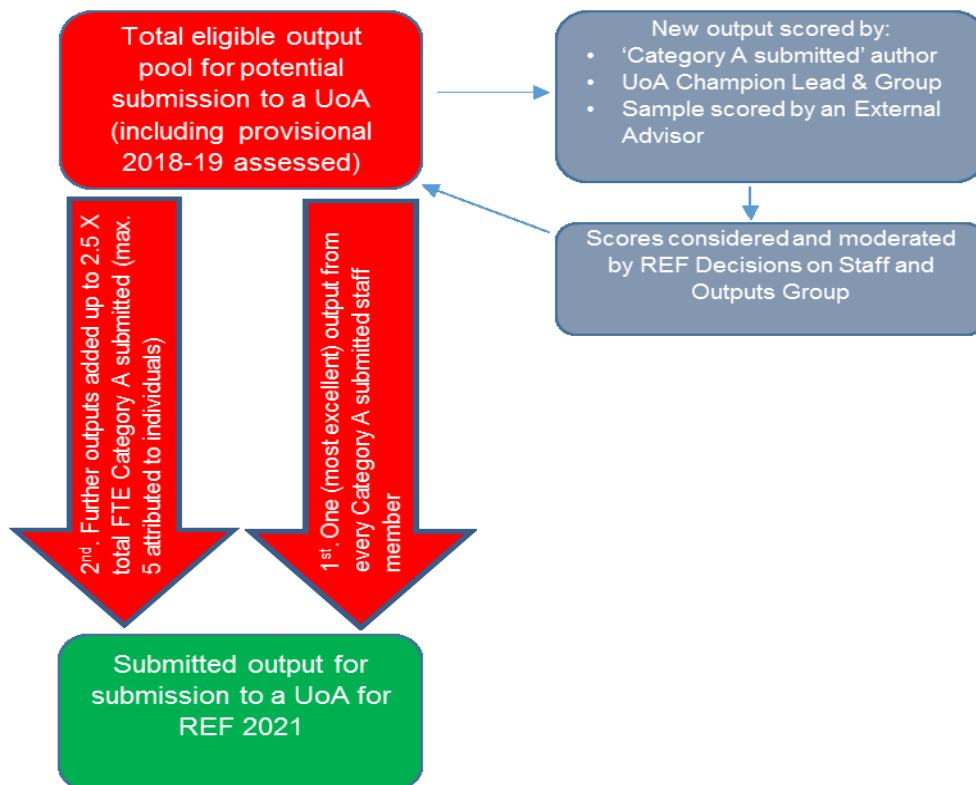 Total eligible output
pool for potential
submission to a UoA
(including provisional
2018-19 assessed)
New output scored by:
• ‘Category A submitted’ author
• UoA Champion Lead & Group
• Sample scored by an External
Advisor
Scores considered and moderated
by REF Decisions on Staff and
Outputs Group
2nd. Further outputs added up to 2.5 X
total FTE Category A submitted (max.
5 attributed to individuals)
1st. One (most excellent) output from
every Category A submitted staff
member
Submitted output for
submission to a UoA for
REF 2021